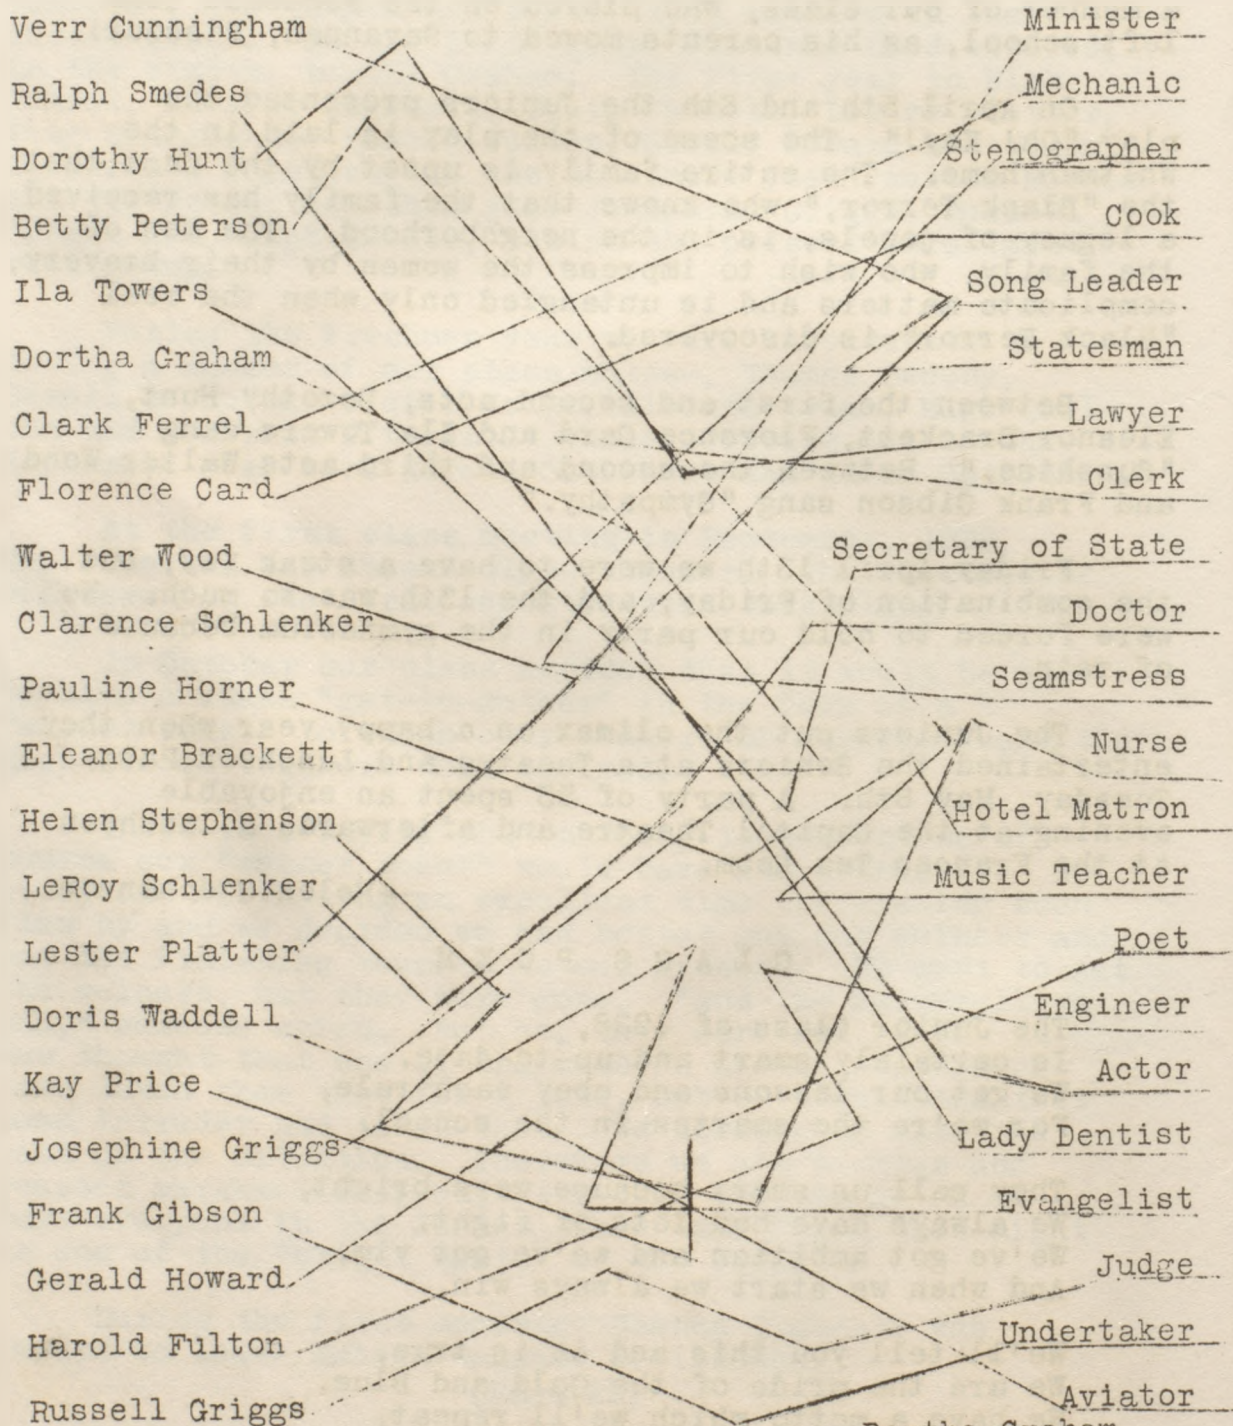 Verr Cunningham Minister
Ralph Smedes Mechanic
Dorothy Hunt Stenographer
Betty Peterson Cook
Ila Towers Song Leader
Dortha Graham Statesman
Clark Ferrel Lawyer
Florence Card Clerk
Walter Wood Secretary of State
Clarence Schlenker Doctor
Pauline Horner Seamstress
Eleanor Brackett Nurse
Helen Stephenson Hotel Matron
LeRoy Schlenker Music Teacher
Lester Platter Poet
Doris Waddell Engineer
Kay Price Actor
Josephine Griggs Lady Dentist
Frank Gibson Evangelist
Gerald Howard Judge
Harold Fulton Undertaker
Russell Griggs Aviator